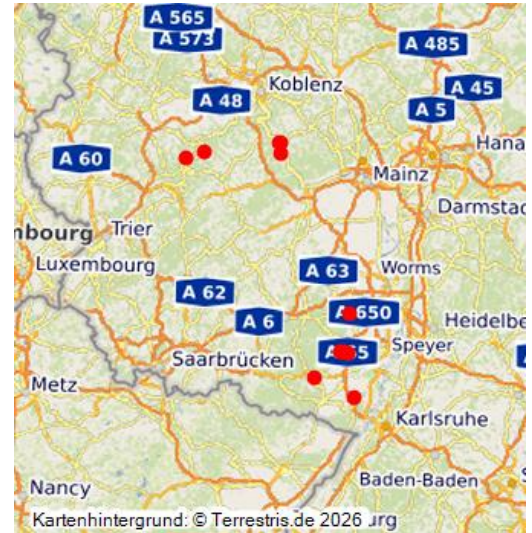 A 565
A 573
A 485
Koblenz
A 45
A 48
A 5
Hana
A 60
Mainz
Trier
Darmstad
mbourg
Luxembourg
A 63
Worms
A 62
A 650
A 6
Heidelbe
Speyer
Saarbrücken
Metz
Karlsruhe
Baden-Baden
Nancy
Kartenhintergrund: © Terrestris.de 2026
urg